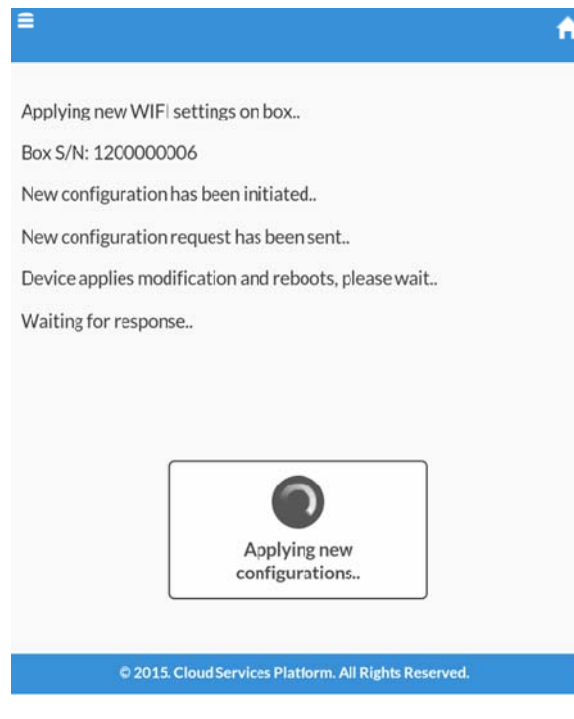 Applying new WIFI settings on box..
Box S/N: 1200000006
New configuration has been initiated..
New configuration request has been sent..
Device applies modification and reboots, please wait..
Waiting for response..
Applying new
configurations..
© 2015. Cloud Services Platform. All Rights Reserved.